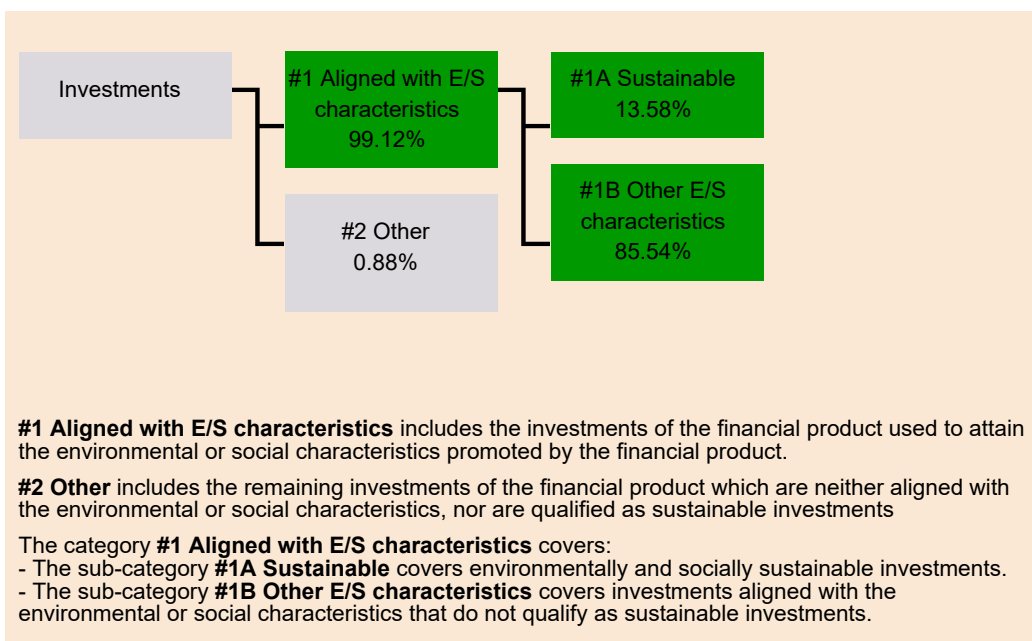 Investments
#1 Aligned with E/S
characteristics
99.12%
#1A Sustainable
13.58%
#2 Other
0.88%
#1B Other E/S
characteristics
85.54%
#1 Aligned with E/S characteristics includes the investments of the financial product used to attain
the environmental or social characteristics promoted by the financial product.
#2 Other includes the remaining investments of the financial product which are neither aligned with
the environmental or social characteristics, nor are qualified as sustainable investments
The category #1 Aligned with E/S characteristics covers:
- The sub-category #1A Sustainable covers environmentally and socially sustainable investments.
- The sub-category #1B Other E/S characteristics covers investments aligned with the
environmental or social characteristics that do not qualify as sustainable investments.